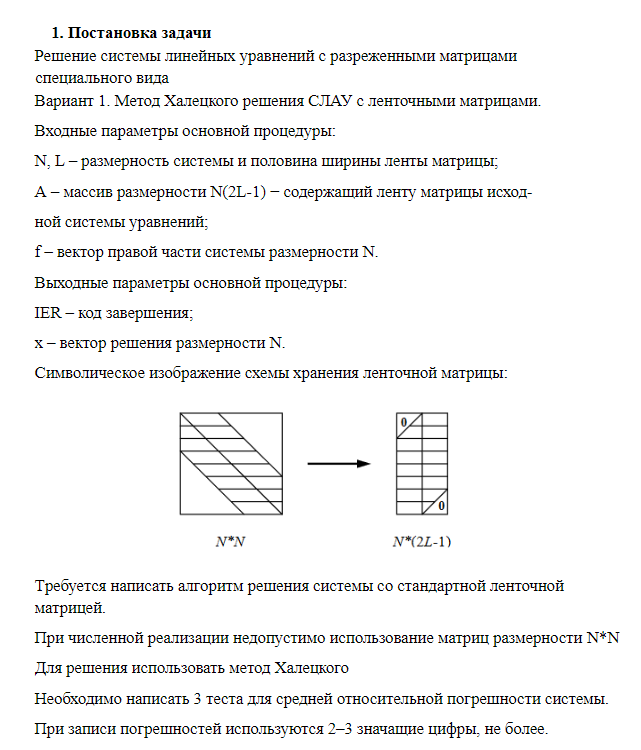 1. Постановка задачи
Решение системы линейных уравнений с разреженными матрицами
специального вида
Вариант 1. Метод Халецкого решения СЛАУ с ленточными матрицами.
Входные параметры основной процедуры:
N, L – размерность системы и половина ширины ленты матрицы;
A – массив размерности N(2L-1) − содержащий ленту матрицы исход-
ной системы уравнений;
f – вектор правой части системы размерности N.
Выходные параметры основной процедуры:
IER – код завершения;
x – вектор решения размерности N.
Символическое изображение схемы хранения ленточной матрицы:
0
0
N*N N*(2L-1)
Требуется написать алгоритм решения системы со стандартной ленточной
матрицей.
При численной реализации недопустимо использование матриц размерности N*N
Для решения использовать метод Халецкого
Необходимо написать 3 теста для средней относительной погрешности системы.
При записи погрешностей используются 2–3 значащие цифры, не более.